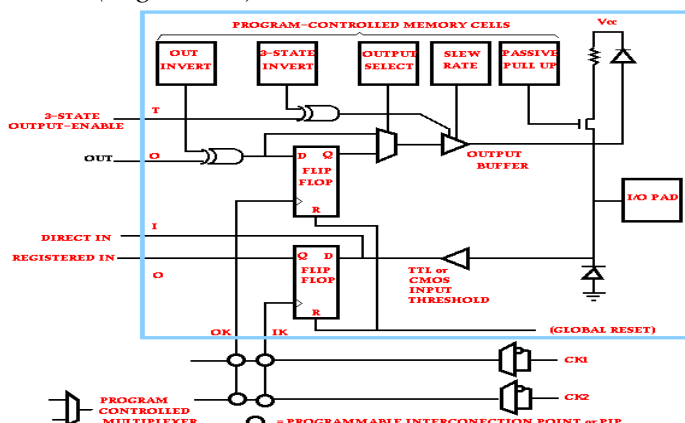 PROGRAM-CONTROLLED MEMORY CELLS
Vcc
OUT
INVERT
3-STATE
INVERT
OUTPUT
SELECT
SLEW
RATE
PASSIVE
PULL UP
3-STATE
OUTPUT-ENABLE
T
OUT
O
D Q
FLIP
FLOP
R
OUTPUT
BUFFER
I/O PAD
DIRECT IN
I
REGISTERED IN
O
Q D
FLIP
FLOP
R
TTL or
CMOS
INPUT
THRESHOLD
OK
IK
(GLOBAL RESET)
CK1
CK2
PROGRAM
CONTROLLED
MULTIPLEXER
= PROGRAMMABLE INTERCONECTION POINT or PIP